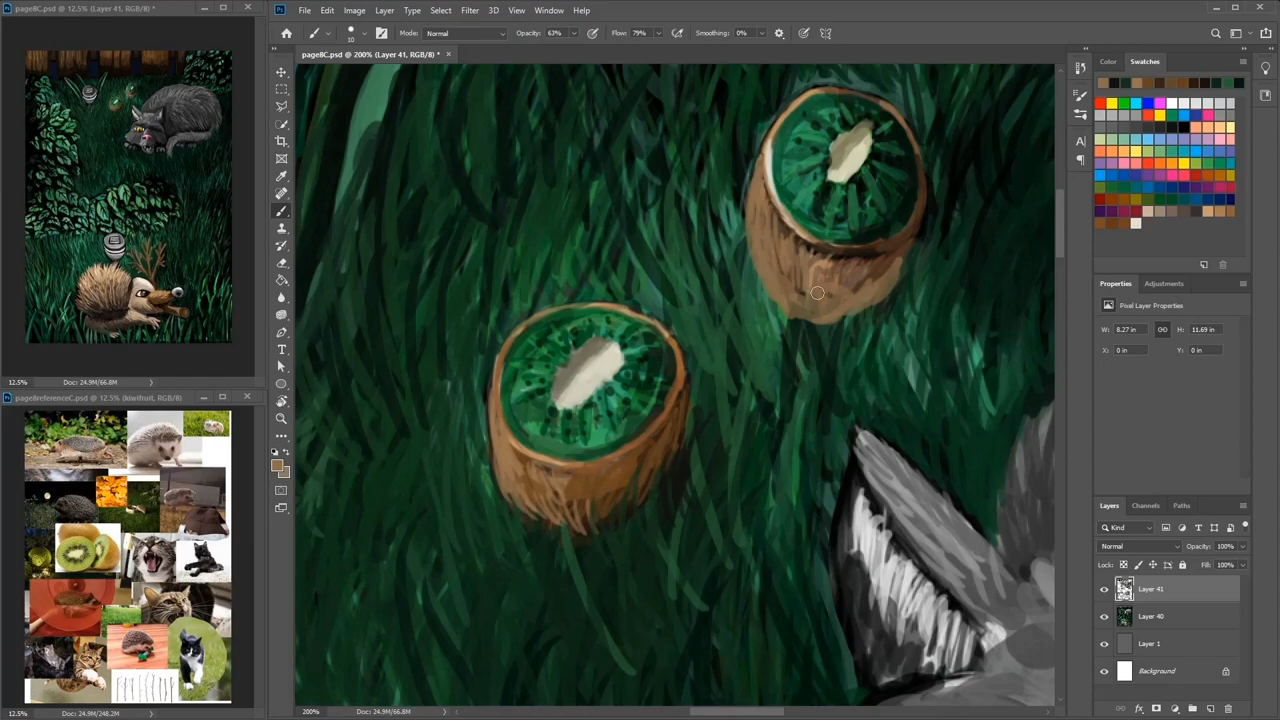 page8C.psd @ 12.5% (Layer 41, RGB/8) *
File Edit Image Layer Type Select Filter 3D View Window Help
10
Mode: Normal
Opacity: 63%
Flow: 79%
Smoothing: 0%
page8C.psd @ 200% (Layer 41, RGB/8) * ×
Color Swatches
Properties Adjustments
Pixel Layer Properties
W: 8.27 in H: 11.69 in
X: 0 in Y: 0 in
12.5% Doc: 24.9M/66.8M
page8referenceC.psd @ 12.5% (kiwifruit, RGB/8)
Layers Channels Paths
Kind
Normal Opacity: 100%
Lock: Fill: 100%
Layer 41
Layer 40
Layer 1
Background
200% Doc: 24.9M/66.8M
12.5% Doc: 24.9M/248.2M